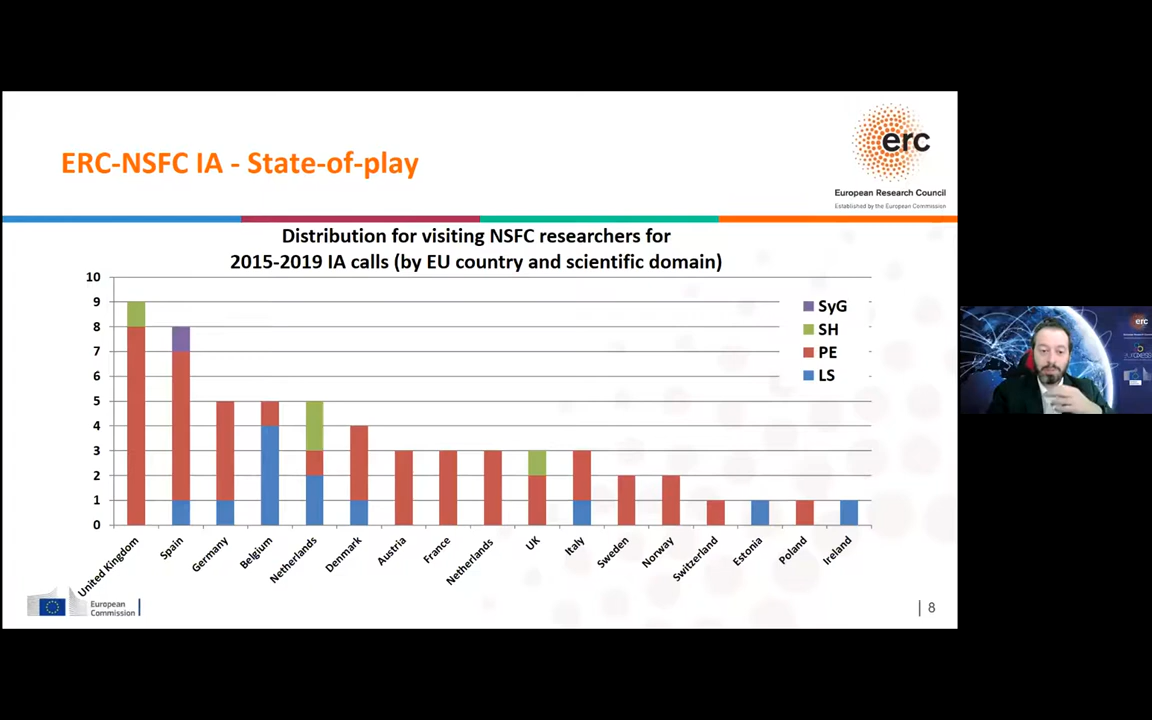 ERC-NSFC IA - State-of-play
erc
European Research Council
Established by the European Commission
Distribution for visiting NSFC researchers for
2015-2019 IA calls (by EU country and scientific domain)
10
9
8
7
6
5
4
3
2
1
0
SyG
SH
PE
LS
United Kingdom
Spain
Germany
Belgium
Netherlands
Denmark
Austria
France
Netherlands
UK
Italy
Sweden
Norway
Switzerland
Estonia
Poland
Ireland
European
Commission
| 8
erc